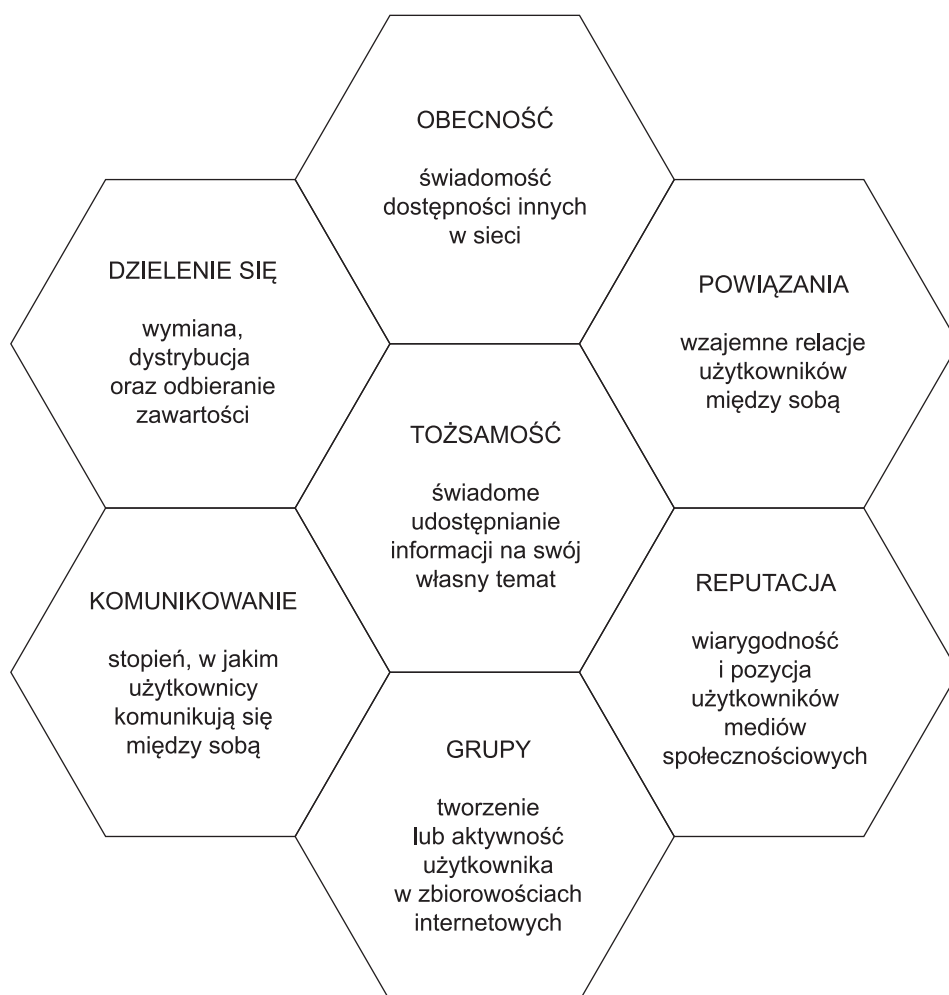 OBECNOŚĆ
świadomość
dostępności innych
w sieci
DZIELENIE SIĘ
wymiana,
dystrybucja
oraz odbieranie
zawartości
POWIĄZANIA
wzajemne relacje
użytkowników
między sobą
TOŻSAMOŚĆ
świadome
udostępnianie
informacji na swój
własny temat
KOMUNIKOWANIE
stopień, w jakim
użytkownicy
komunikują się
między sobą
REPUTACJA
wiarygodność
i pozycja
użytkowników
mediów
społecznościowych
GRUPY
tworzenie
lub aktywność
użytkownika
w zbiorowościach
internetowych